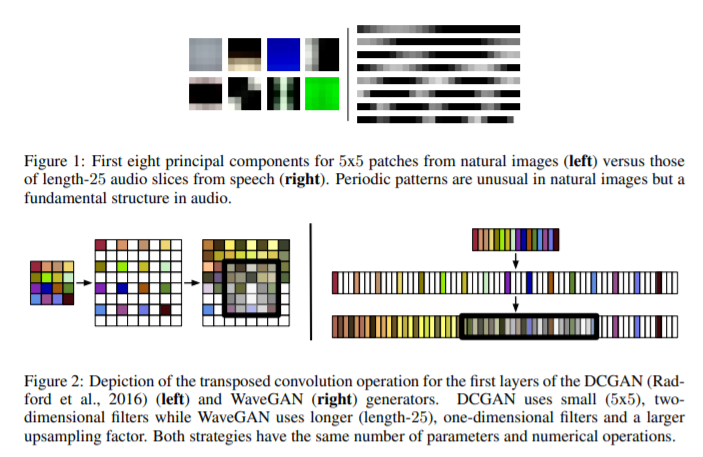 Figure 1: First eight principal components for 5x5 patches from natural images (left) versus those
of length-25 audio slices from speech (right). Periodic patterns are unusual in natural images but a
fundamental structure in audio.
Figure 2: Depiction of the transposed convolution operation for the first layers of the DCGAN (Rad-
ford et al., 2016) (left) and WaveGAN (right) generators. DCGAN uses small (5x5), two-
dimensional filters while WaveGAN uses longer (length-25), one-dimensional filters and a larger
upsampling factor. Both strategies have the same number of parameters and numerical operations.